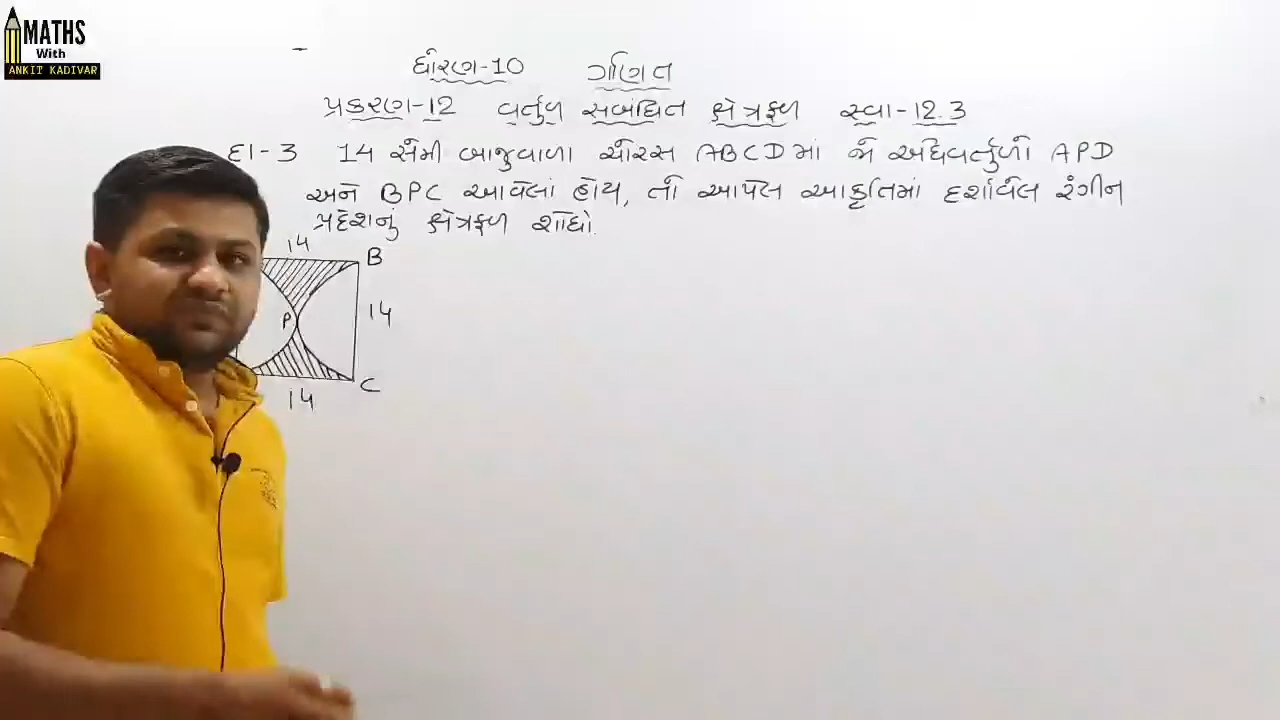 MATHS
With
ANKIT KADIVAR
ધોરણ-10 ગણિત
પ્રકરણ-12 વર્તુળ સબંધિત ક્ષેત્રફળ સ્વા-12.3
દા-3 14 સેમી બાજુવાળા ચોરસ ABCD માં જો અર્ધવર્તુળો APD
અને BPC આવેલાં હોય, તો આપેલ આકૃતિમાં દર્શાવેલ રંગીન
પ્રદેશનું ક્ષેત્રફળ શોધો.
14
B
14
P
C
14